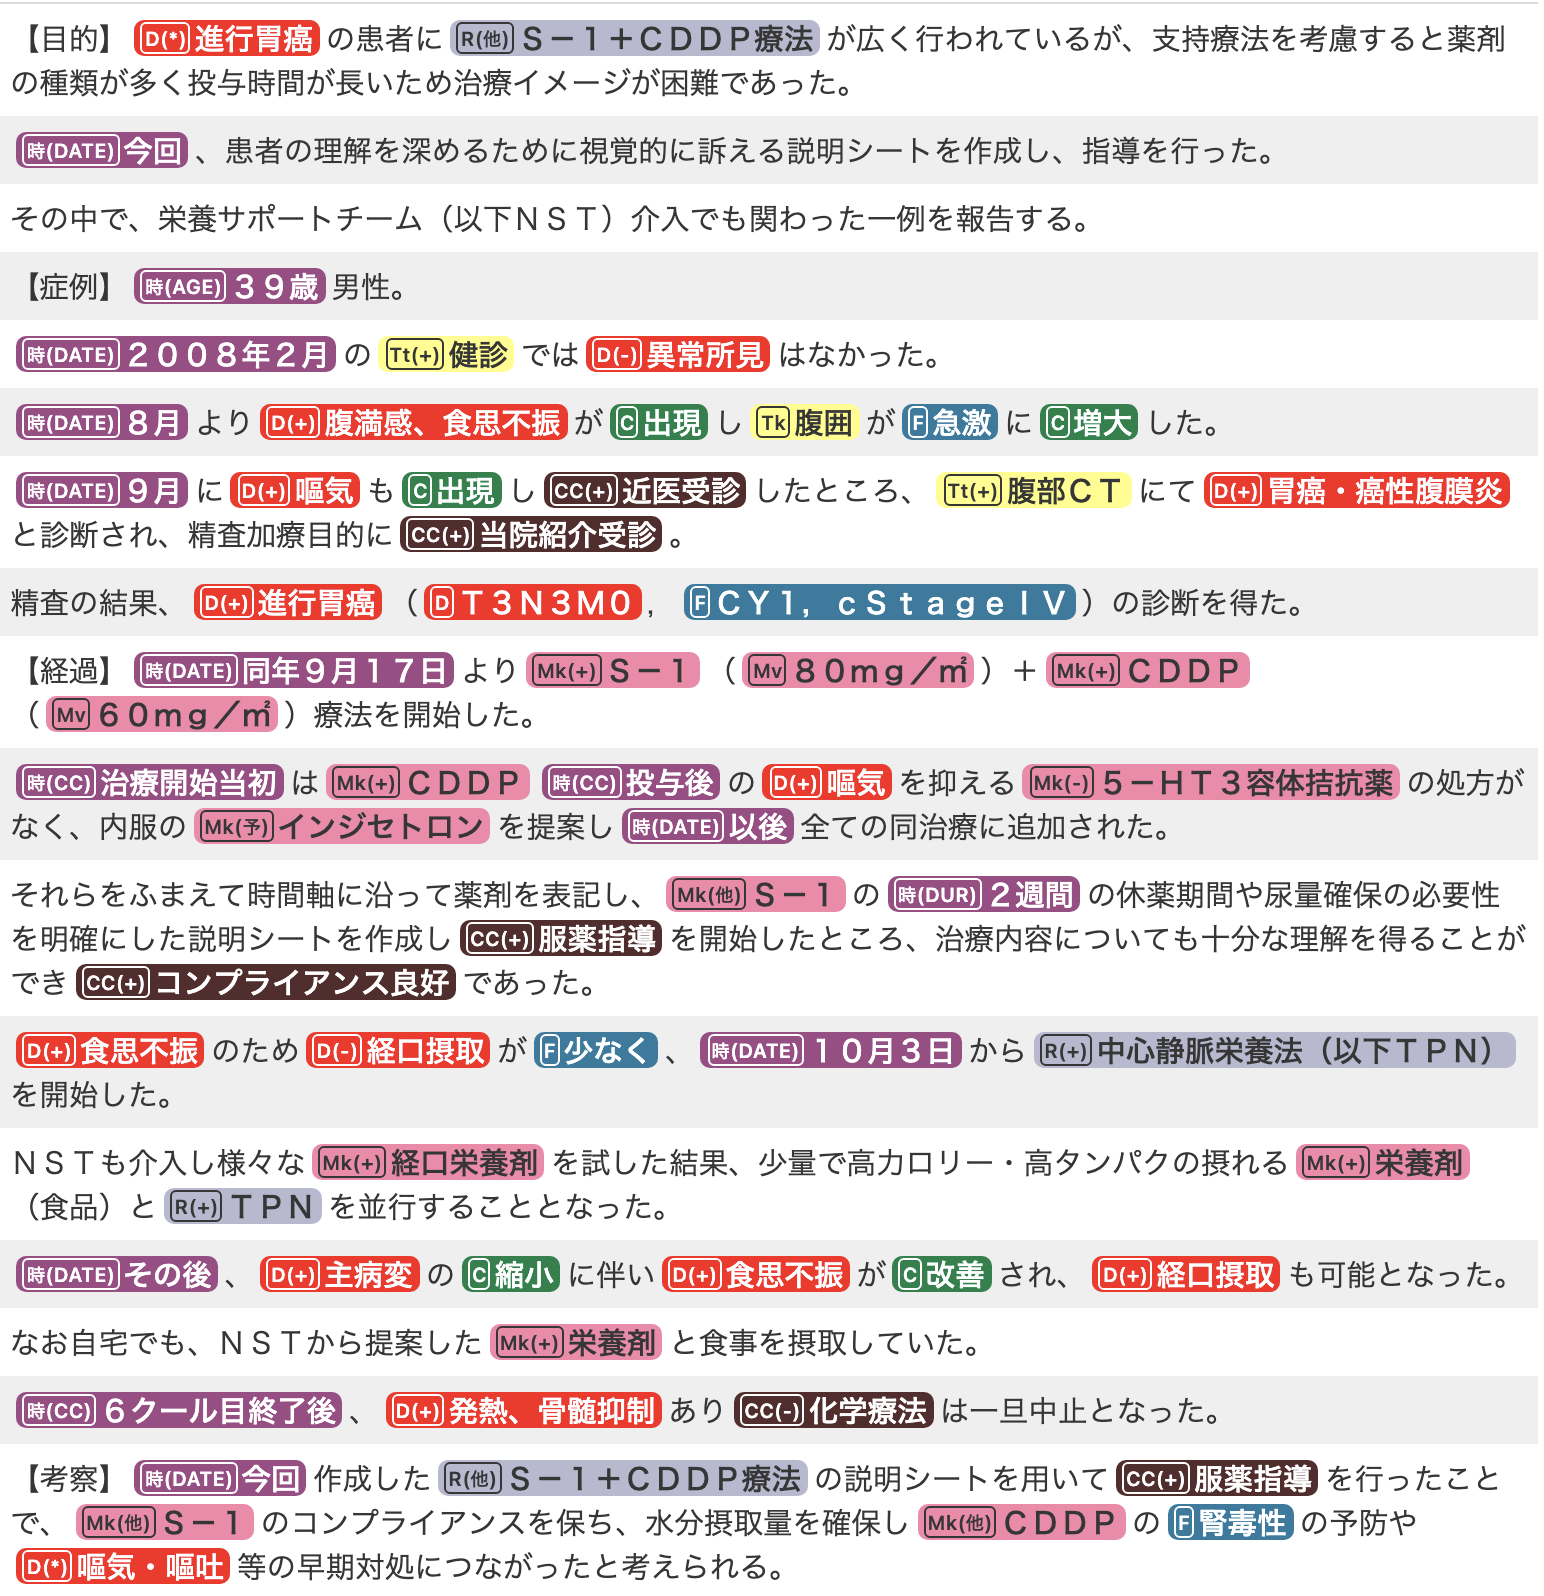 【目的】 D(*) 進行胃癌 の患者に R(他) Ｓ－１＋ＣＤＤＰ療法 が広く行われているが、支持療法を考慮すると薬剤
の種類が多く投与時間が長いため治療イメージが困難であった。
時(DATE) 今回 、患者の理解を深めるために視覚的に訴える説明シートを作成し、指導を行った。
その中で、栄養サポートチーム（以下ＮＳＴ）介入でも関わった一例を報告する。
【症例】 時(AGE) ３９歳 男性。
時(DATE) ２００８年２月 の Tt(+) 健診 では D(-) 異常所見 はなかった。
時(DATE) ８月 より D(+) 腹満感、食思不振 が C 出現 し Tk 腹囲 が F 急激 に C 増大 した。
時(DATE) ９月 に D(+) 嘔気 も C 出現 し CC(+) 近医受診 したところ、 Tt(+) 腹部ＣＴ にて D(+) 胃癌・癌性腹膜炎
と診断され、精査加療目的に CC(+) 当院紹介受診 。
精査の結果、 D(+) 進行胃癌 （ D Ｔ３Ｎ３Ｍ０ ， F ＣＹ１，ｃＳｔａｇｅＩＶ ）の診断を得た。
【経過】 時(DATE) 同年９月１７日 より Mk(+) Ｓ－１ （ Mv ８０ｍｇ／㎡ ）＋ Mk(+) ＣＤＤＰ
（ Mv ６０ｍｇ／㎡ ）療法を開始した。
時(CC) 治療開始当初 は Mk(+) ＣＤＤＰ 時(CC) 投与後 の D(+) 嘔気 を抑える Mk(-) ５－ＨＴ３容体拮抗薬 の処方が
なく、内服の Mk(予) インジセトロン を提案し 時(DATE) 以後 全ての同治療に追加された。
それらをふまえて時間軸に沿って薬剤を表記し、 Mk(他) Ｓ－１ の 時(DUR) ２週間 の休薬期間や尿量確保の必要性
を明確にした説明シートを作成し CC(+) 服薬指導 を開始したところ、治療内容についても十分な理解を得ることが
でき CC(+) コンプライアンス良好 であった。
D(+) 食思不振 のため D(-) 経口摂取 が F 少なく 、 時(DATE) １０月３日 から R(+) 中心静脈栄養法（以下ＴＰＮ）
を開始した。
ＮＳＴも介入し様々な Mk(+) 経口栄養剤 を試した結果、少量で高力ロリー・高タンパクの摂れる Mk(+) 栄養剤
（食品）と R(+) ＴＰＮ を並行することとなった。
時(DATE) その後 、 D(+) 主病変 の C 縮小 に伴い D(+) 食思不振 が C 改善 され、 D(+) 経口摂取 も可能となった。
なお自宅でも、ＮＳＴから提案した Mk(+) 栄養剤 と食事を摂取していた。
時(CC) ６クール目終了後 、 D(+) 発熱、骨髄抑制 あり CC(-) 化学療法 は一旦中止となった。
【考察】 時(DATE) 今回 作成した R(他) Ｓ－１＋ＣＤＤＰ療法 の説明シートを用いて CC(+) 服薬指導 を行ったこと
で、 Mk(他) Ｓ－１ のコンプライアンスを保ち、水分摂取量を確保し Mk(他) ＣＤＤＰ の F 腎毒性 の予防や
D(*) 嘔気・嘔吐 等の早期対処につながったと考えられる。